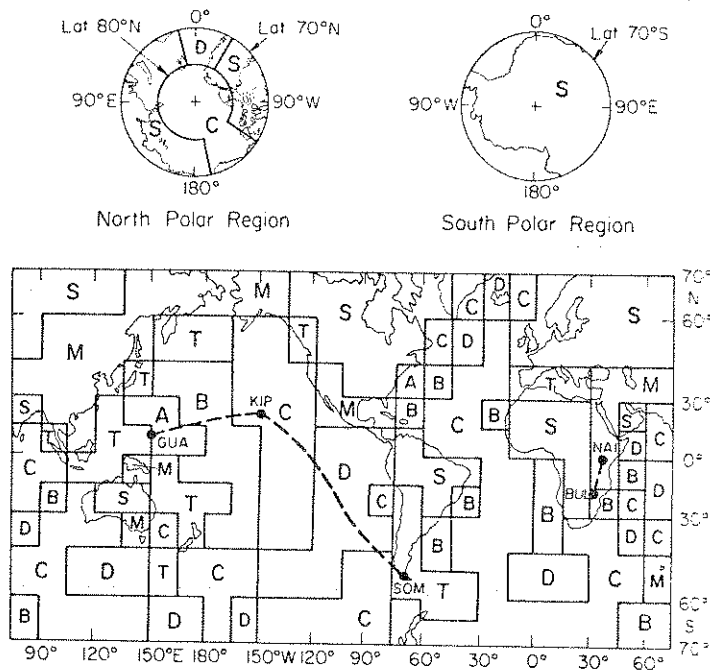 0° 0°
Lat 80°N D Lat 70°N Lat 70°S
S S
90°E 90°W 90°W 90°E
S C
180° 180°
North Polar Region South Polar Region
S M S C D C 70°
N
T T C D S 60°
M T A B T M
S T A B KIP C M B B S S C 30°
T T GUA C NAI D
C M D S B D 0°
B S T C B BUL B C
D M C B B D 30°
C D T C SOM T D C M
B D D C B 60°
S
70°
90° 120° 150°E 180° 150°W 120° 90° 60° 30° 0° 30° 60°